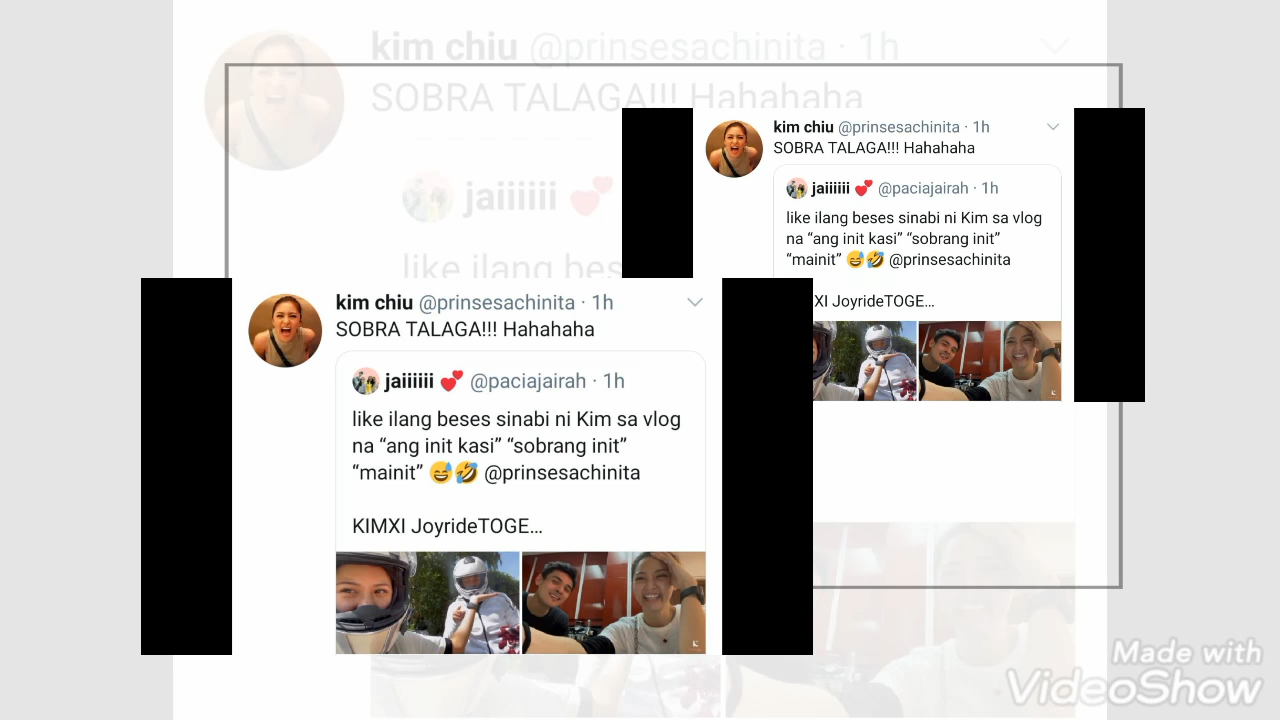 kim chiu @prinsesachinita · 1h
SOBRA TALAGA!!! Hahahaha
jaiiiiii 💕
like ilang bes
kim chiu @prinsesachinita · 1h
SOBRA TALAGA!!! Hahahaha
jaiiiiii 💕 @paciajairah · 1h
like ilang beses sinabi ni Kim sa vlog
na “ang init kasi” “sobrang init”
“mainit” 😅🤣 @prinsesachinita
XI JoyrideTOGE…
kim chiu @prinsesachinita · 1h
SOBRA TALAGA!!! Hahahaha
jaiiiiii 💕 @paciajairah · 1h
like ilang beses sinabi ni Kim sa vlog
na “ang init kasi” “sobrang init”
“mainit” 😅🤣 @prinsesachinita
KIMXI JoyrideTOGE…
Made with
VideoShow